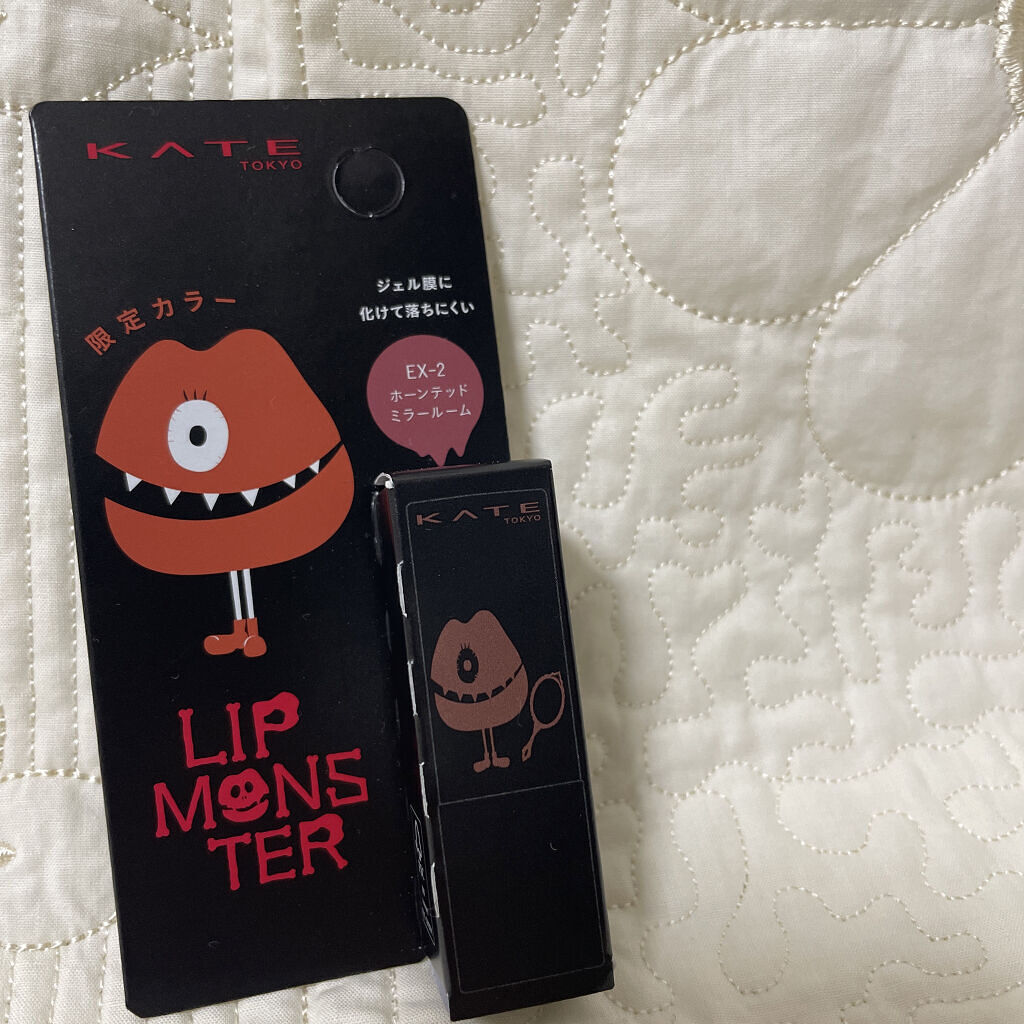 KATE
TOKYO
限定カラー
ジェル膜に
化けて落ちにくい
EX-2
ホーンテッド
ミラールーム
LIP
MONS
TER
KATE
TOKYO